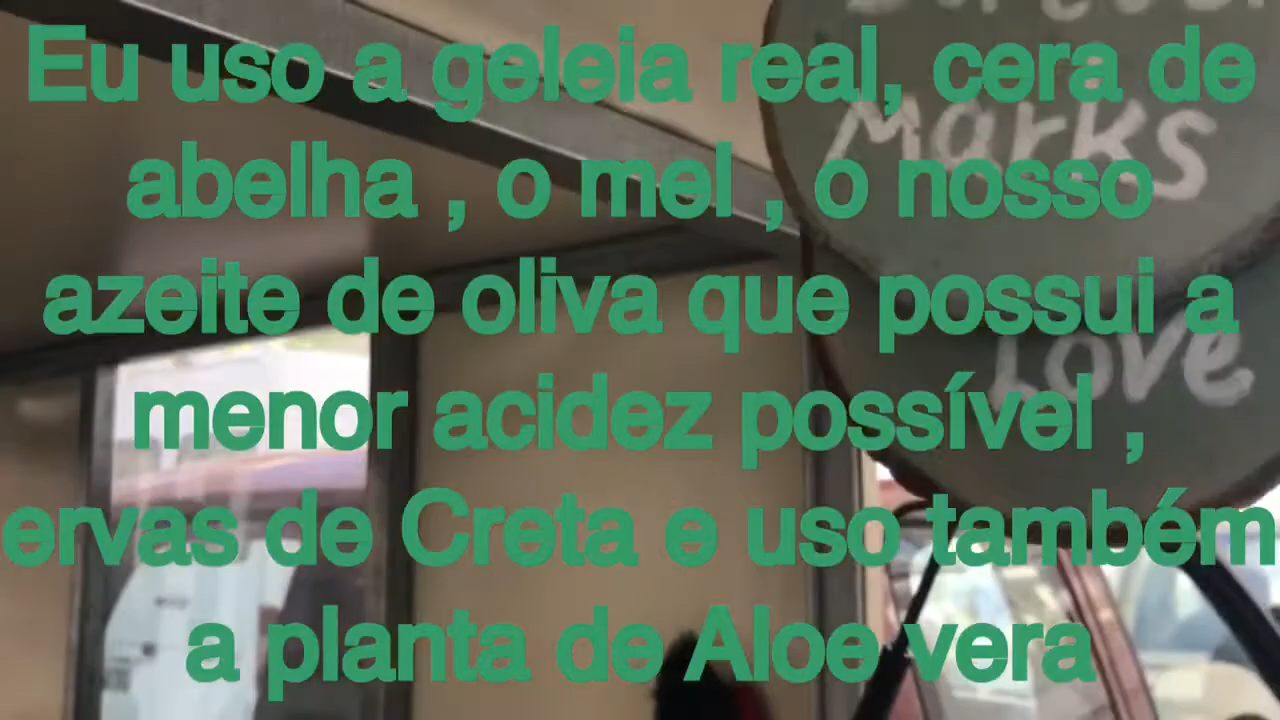 Eu uso a geleia real, cera de
abelha , o mel , o nosso
azeite de oliva que possui a
menor acidez possível ,
ervas de Creta e uso também
a planta de Aloe vera
Marks
Love